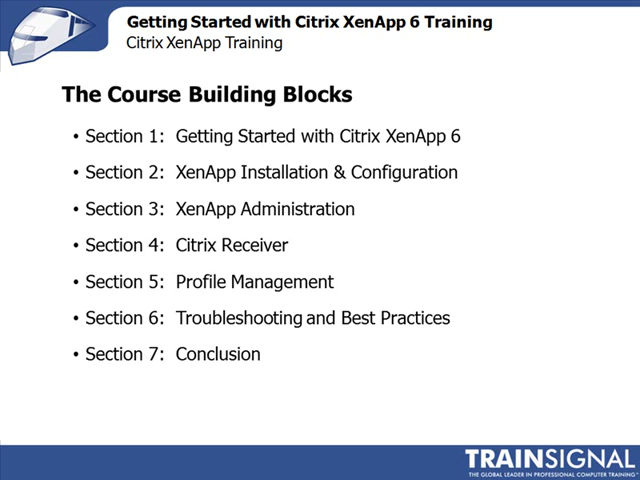 Getting Started with Citrix XenApp 6 Training
Citrix XenApp Training
The Course Building Blocks
• Section 1: Getting Started with Citrix XenApp 6
• Section 2: XenApp Installation & Configuration
• Section 3: XenApp Administration
• Section 4: Citrix Receiver
• Section 5: Profile Management
• Section 6: Troubleshooting and Best Practices
• Section 7: Conclusion
TRAINSIGNAL
THE GLOBAL LEADER IN PROFESSIONAL COMPUTER TRAINING™